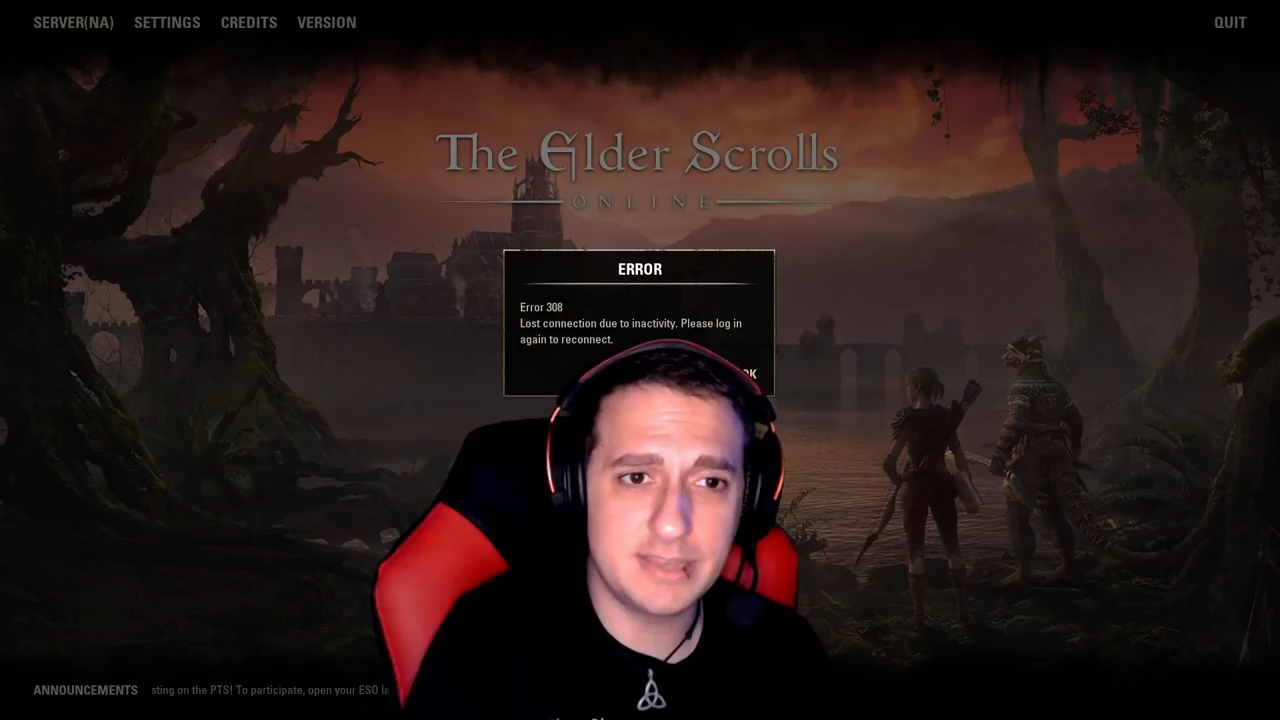 SERVER(NA) SETTINGS CREDITS VERSION QUIT
The Elder Scrolls
ONLINE
ERROR
Error 308
Lost connection due to inactivity. Please log in
again to reconnect.
OK
ANNOUNCEMENTS sting on the PTS! To participate, open your ESO la